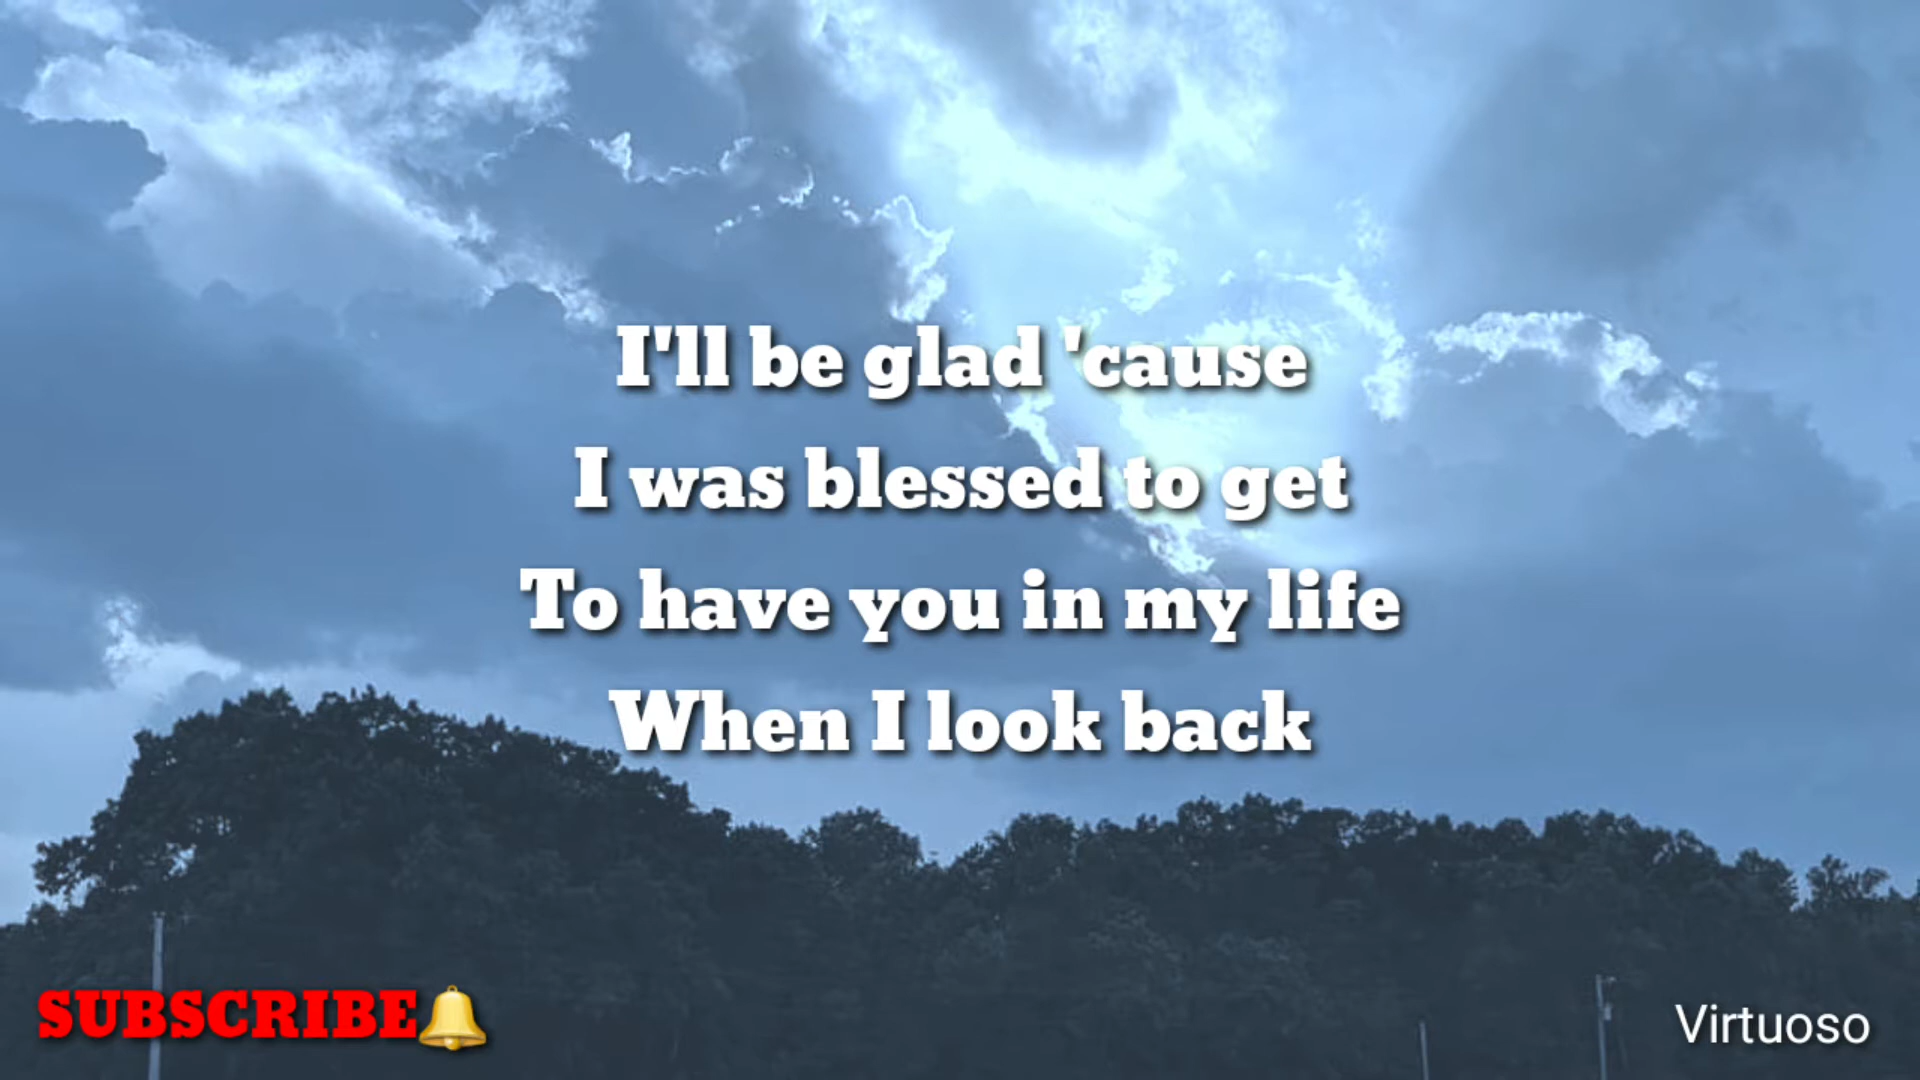 I'll be glad 'cause
I was blessed to get
To have you in my life
When I look back
SUBSCRIBE🔔
Virtuoso